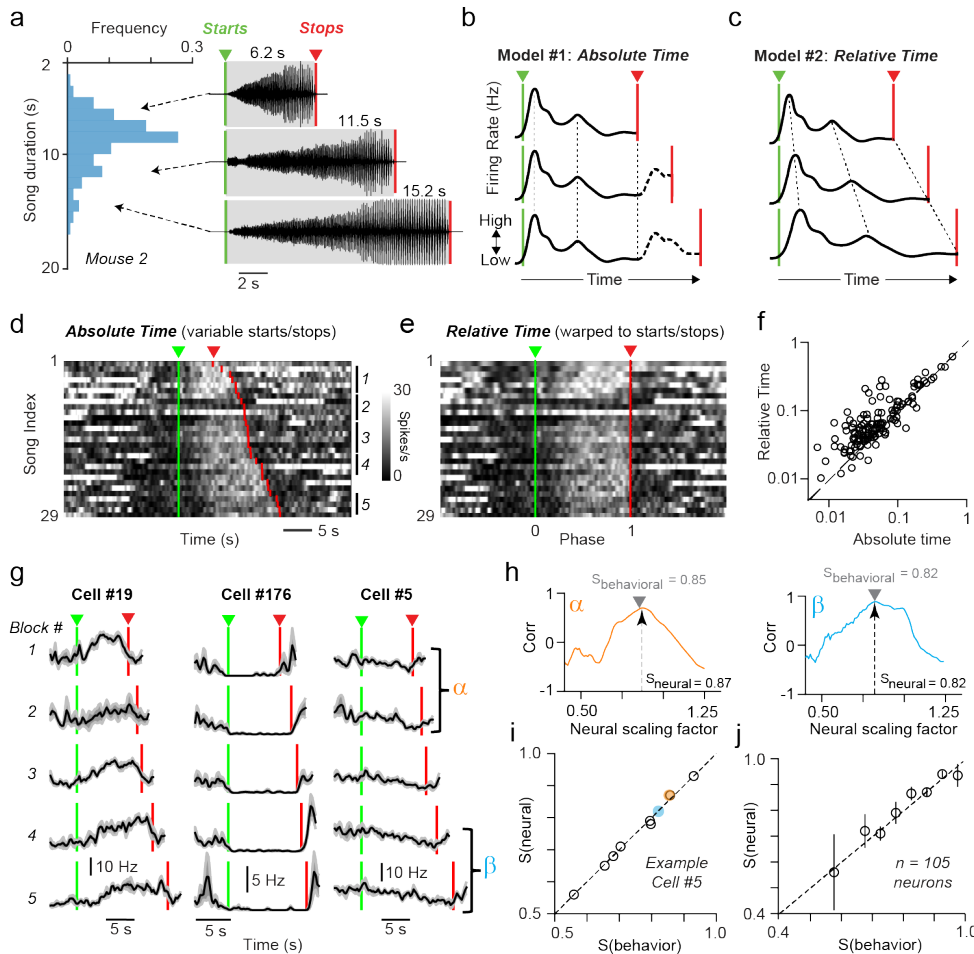 a
Frequency
0
0.3
2
10
20
Song duration (s)
Mouse 2
Starts
Stops
6.2 s
11.5 s
15.2 s
2 s
b
Model #1: Absolute Time
Firing Rate (Hz)
High
Low
Time
c
Model #2: Relative Time
Time
d
Absolute Time (variable starts/stops)
1
29
Song Index
Time (s)
5 s
1
2
3
4
5
30
0
Spikes/s
e
Relative Time (warped to starts/stops)
1
29
0
1
Phase
f
1
0.1
0.01
Relative Time
0.01
0.1
1
Absolute time
g
Cell #19
Cell #176
Cell #5
Block #
1
2
3
4
5
α
β
10 Hz
5 Hz
10 Hz
5 s
5 s
5 s
Time (s)
h
Sbehavioral = 0.85
α
1
0
-1
Corr
Sneural = 0.87
0.50
1.25
Neural scaling factor
Sbehavioral = 0.82
β
1
0
-1
Corr
Sneural = 0.82
0.50
1.25
Neural scaling factor
i
1.0
0.5
S(neural)
Example
Cell #5
0.5
1.0
S(behavior)
j
1.0
0.4
S(neural)
n = 105
neurons
0.4
1.0
S(behavior)